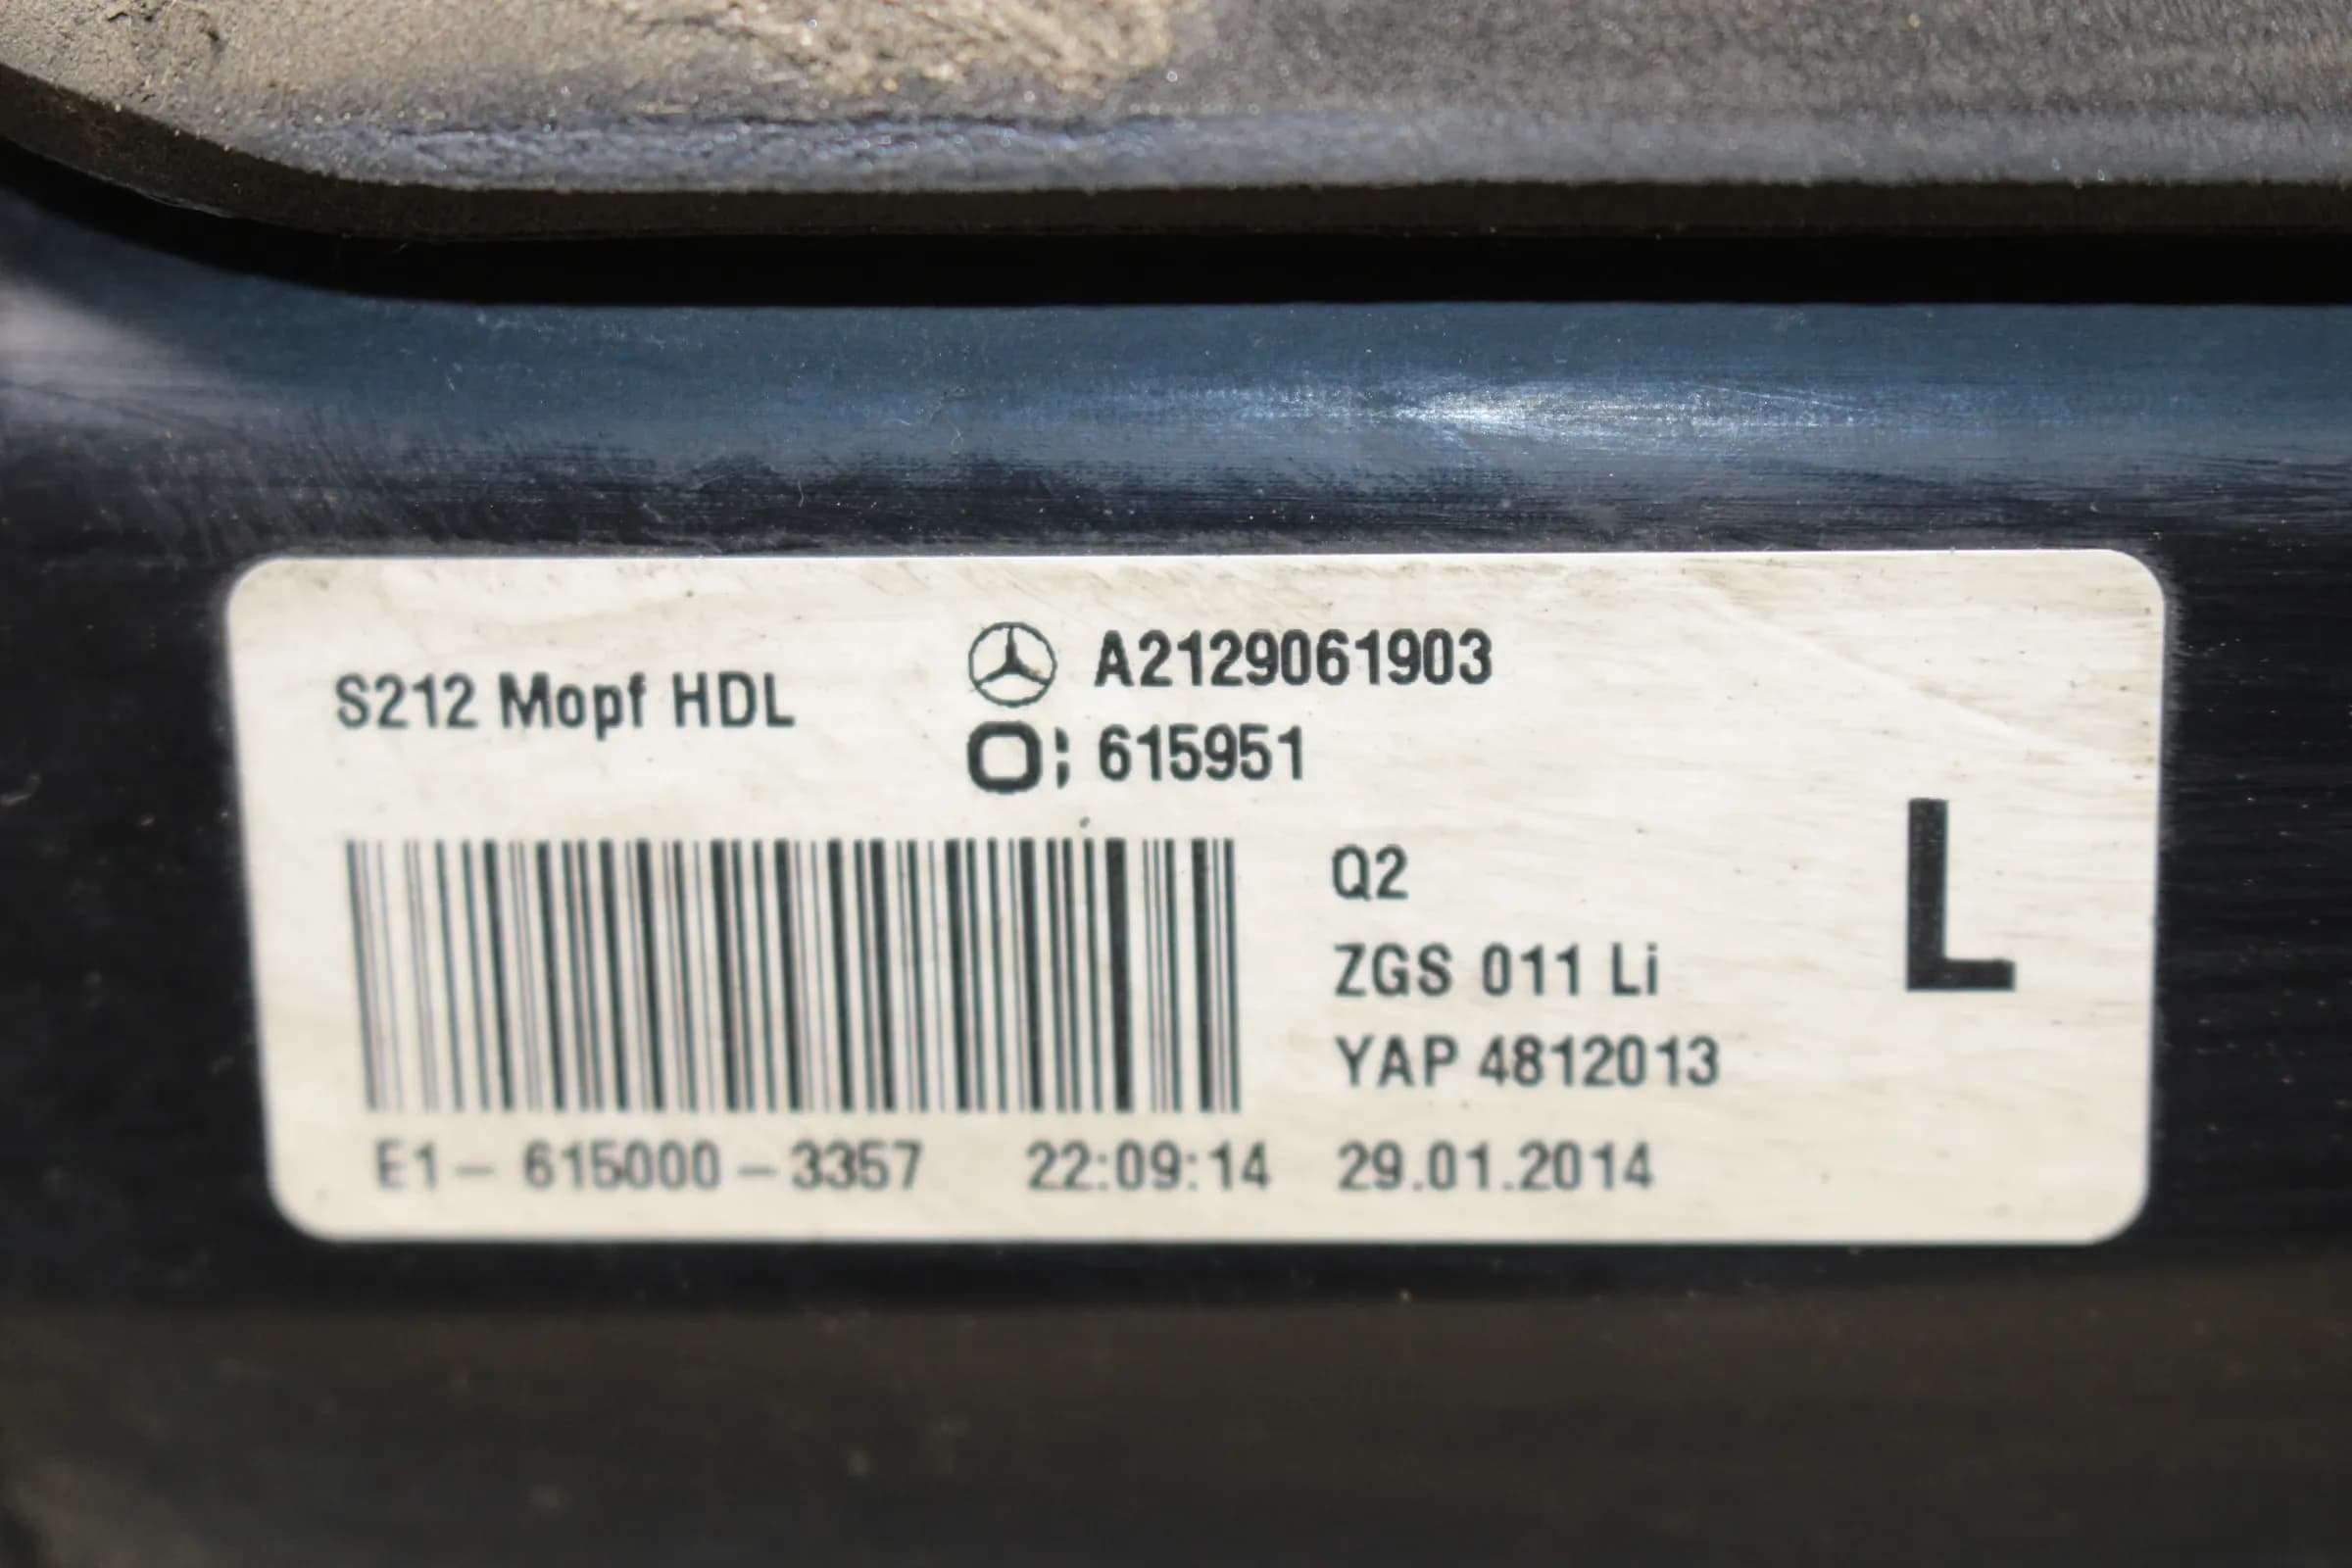 S212 Mopf HDL
A2129061903
O; 615951
Q2
ZGS 011 Li
YAP 4812013
L
E1- 615000-3357 22:09:14 29.01.2014